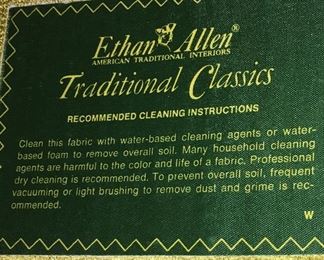 Ethan Allen®
AMERICAN TRADITIONAL INTERIORS
Traditional Classics
RECOMMENDED CLEANING INSTRUCTIONS
Clean this fabric with water-based cleaning agents or water-
based foam to remove overall soil. Many household cleaning
agents are harmful to the color and life of a fabric. Professional
dry cleaning is recommended. To prevent overall soil, frequent
vacuuming or light brushing to remove dust and grime is rec-
ommended.
W